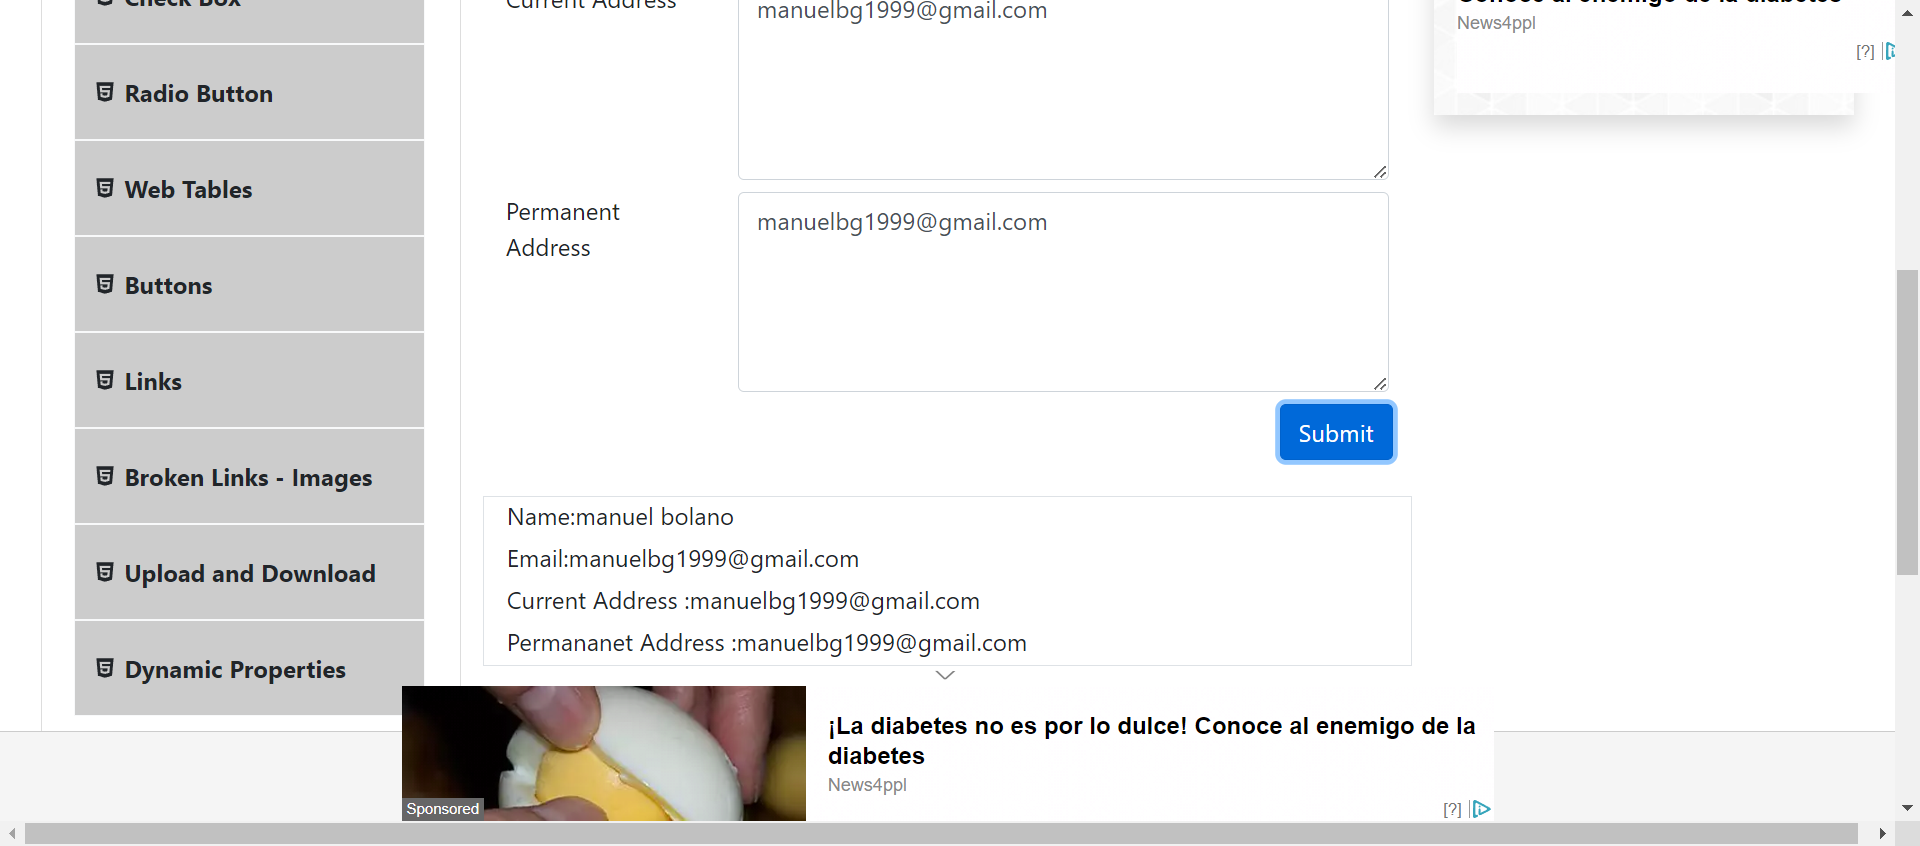 Check Box
Radio Button
Web Tables
Buttons
Links
Broken Links - Images
Upload and Download
Dynamic Properties
Current Address
manuelbg1999@gmail.com
Permanent
Address
manuelbg1999@gmail.com
Submit
Name:manuel bolano
Email:manuelbg1999@gmail.com
Current Address :manuelbg1999@gmail.com
Permananet Address :manuelbg1999@gmail.com
Conoce al enemigo de la diabetes
News4ppl
[?]
¡La diabetes no es por lo dulce! Conoce al enemigo de la
diabetes
News4ppl
Sponsored
[?]